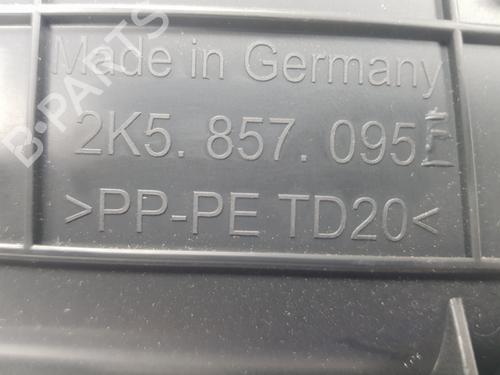 Made in Germany
2K5. 857. 095E
>PP-PE TD20<
B-PARTS